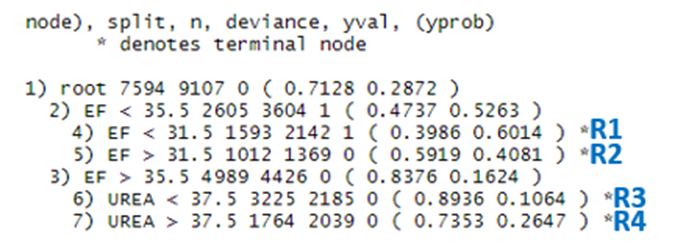 node), split, n, deviance, yval, (yprob)
* denotes terminal node
1) root 7594 9107 0 ( 0.7128 0.2872 )
2) EF < 35.5 2605 3604 1 ( 0.4737 0.5263 )
4) EF < 31.5 1593 2142 1 ( 0.3986 0.6014 ) *R1
5) EF > 31.5 1012 1369 0 ( 0.5919 0.4081 ) *R2
3) EF > 35.5 4989 4426 0 ( 0.8376 0.1624 )
6) UREA < 37.5 3225 2185 0 ( 0.8936 0.1064 ) *R3
7) UREA > 37.5 1764 2039 0 ( 0.7353 0.2647 ) *R4